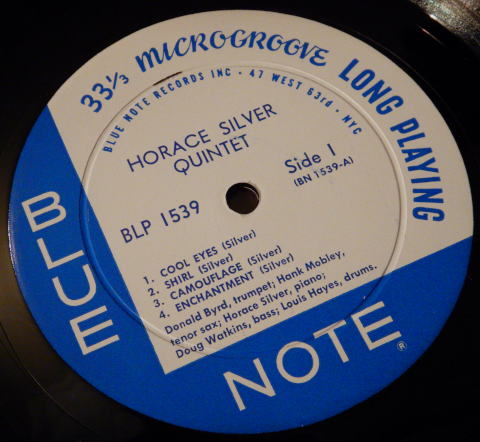 33⅓ MICROGROOVE LONG PLAYING
BLUE NOTE RECORDS INC • 47 WEST 63rd • NYC
HORACE SILVER
QUINTET
Side 1
(BN 1539-A)
BLP 1539
1. COOL EYES (Silver)
2. SHIRL (Silver)
3. CAMOUFLAGE (Silver)
4. ENCHANTMENT (Silver)
Donald Byrd, trumpet; Hank Mobley,
tenor sax; Horace Silver, piano;
Doug Watkins, bass; Louis Hayes, drums.
BLUE
NOTE®